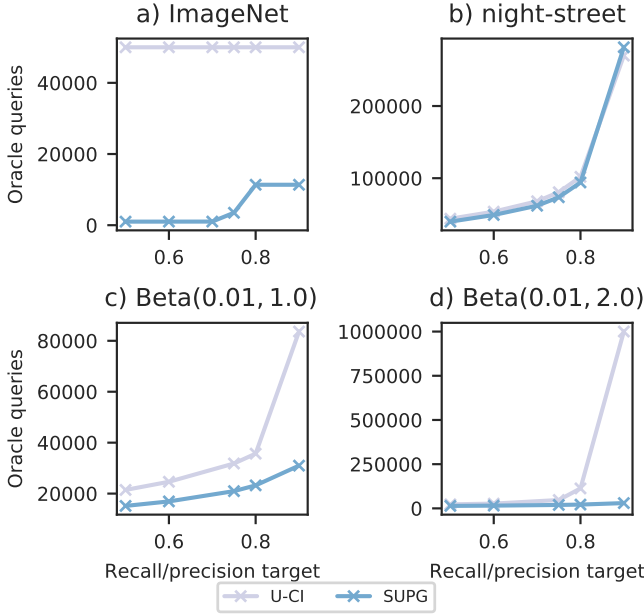 a) ImageNet
b) night-street
Oracle queries
40000
20000
0
0.6
0.8
200000
100000
0.6
0.8
c) Beta(0.01, 1.0)
d) Beta(0.01, 2.0)
Oracle queries
80000
60000
40000
20000
0.6
0.8
Recall/precision target
1000000
750000
500000
250000
0
0.6
0.8
Recall/precision target
U-CI
SUPG